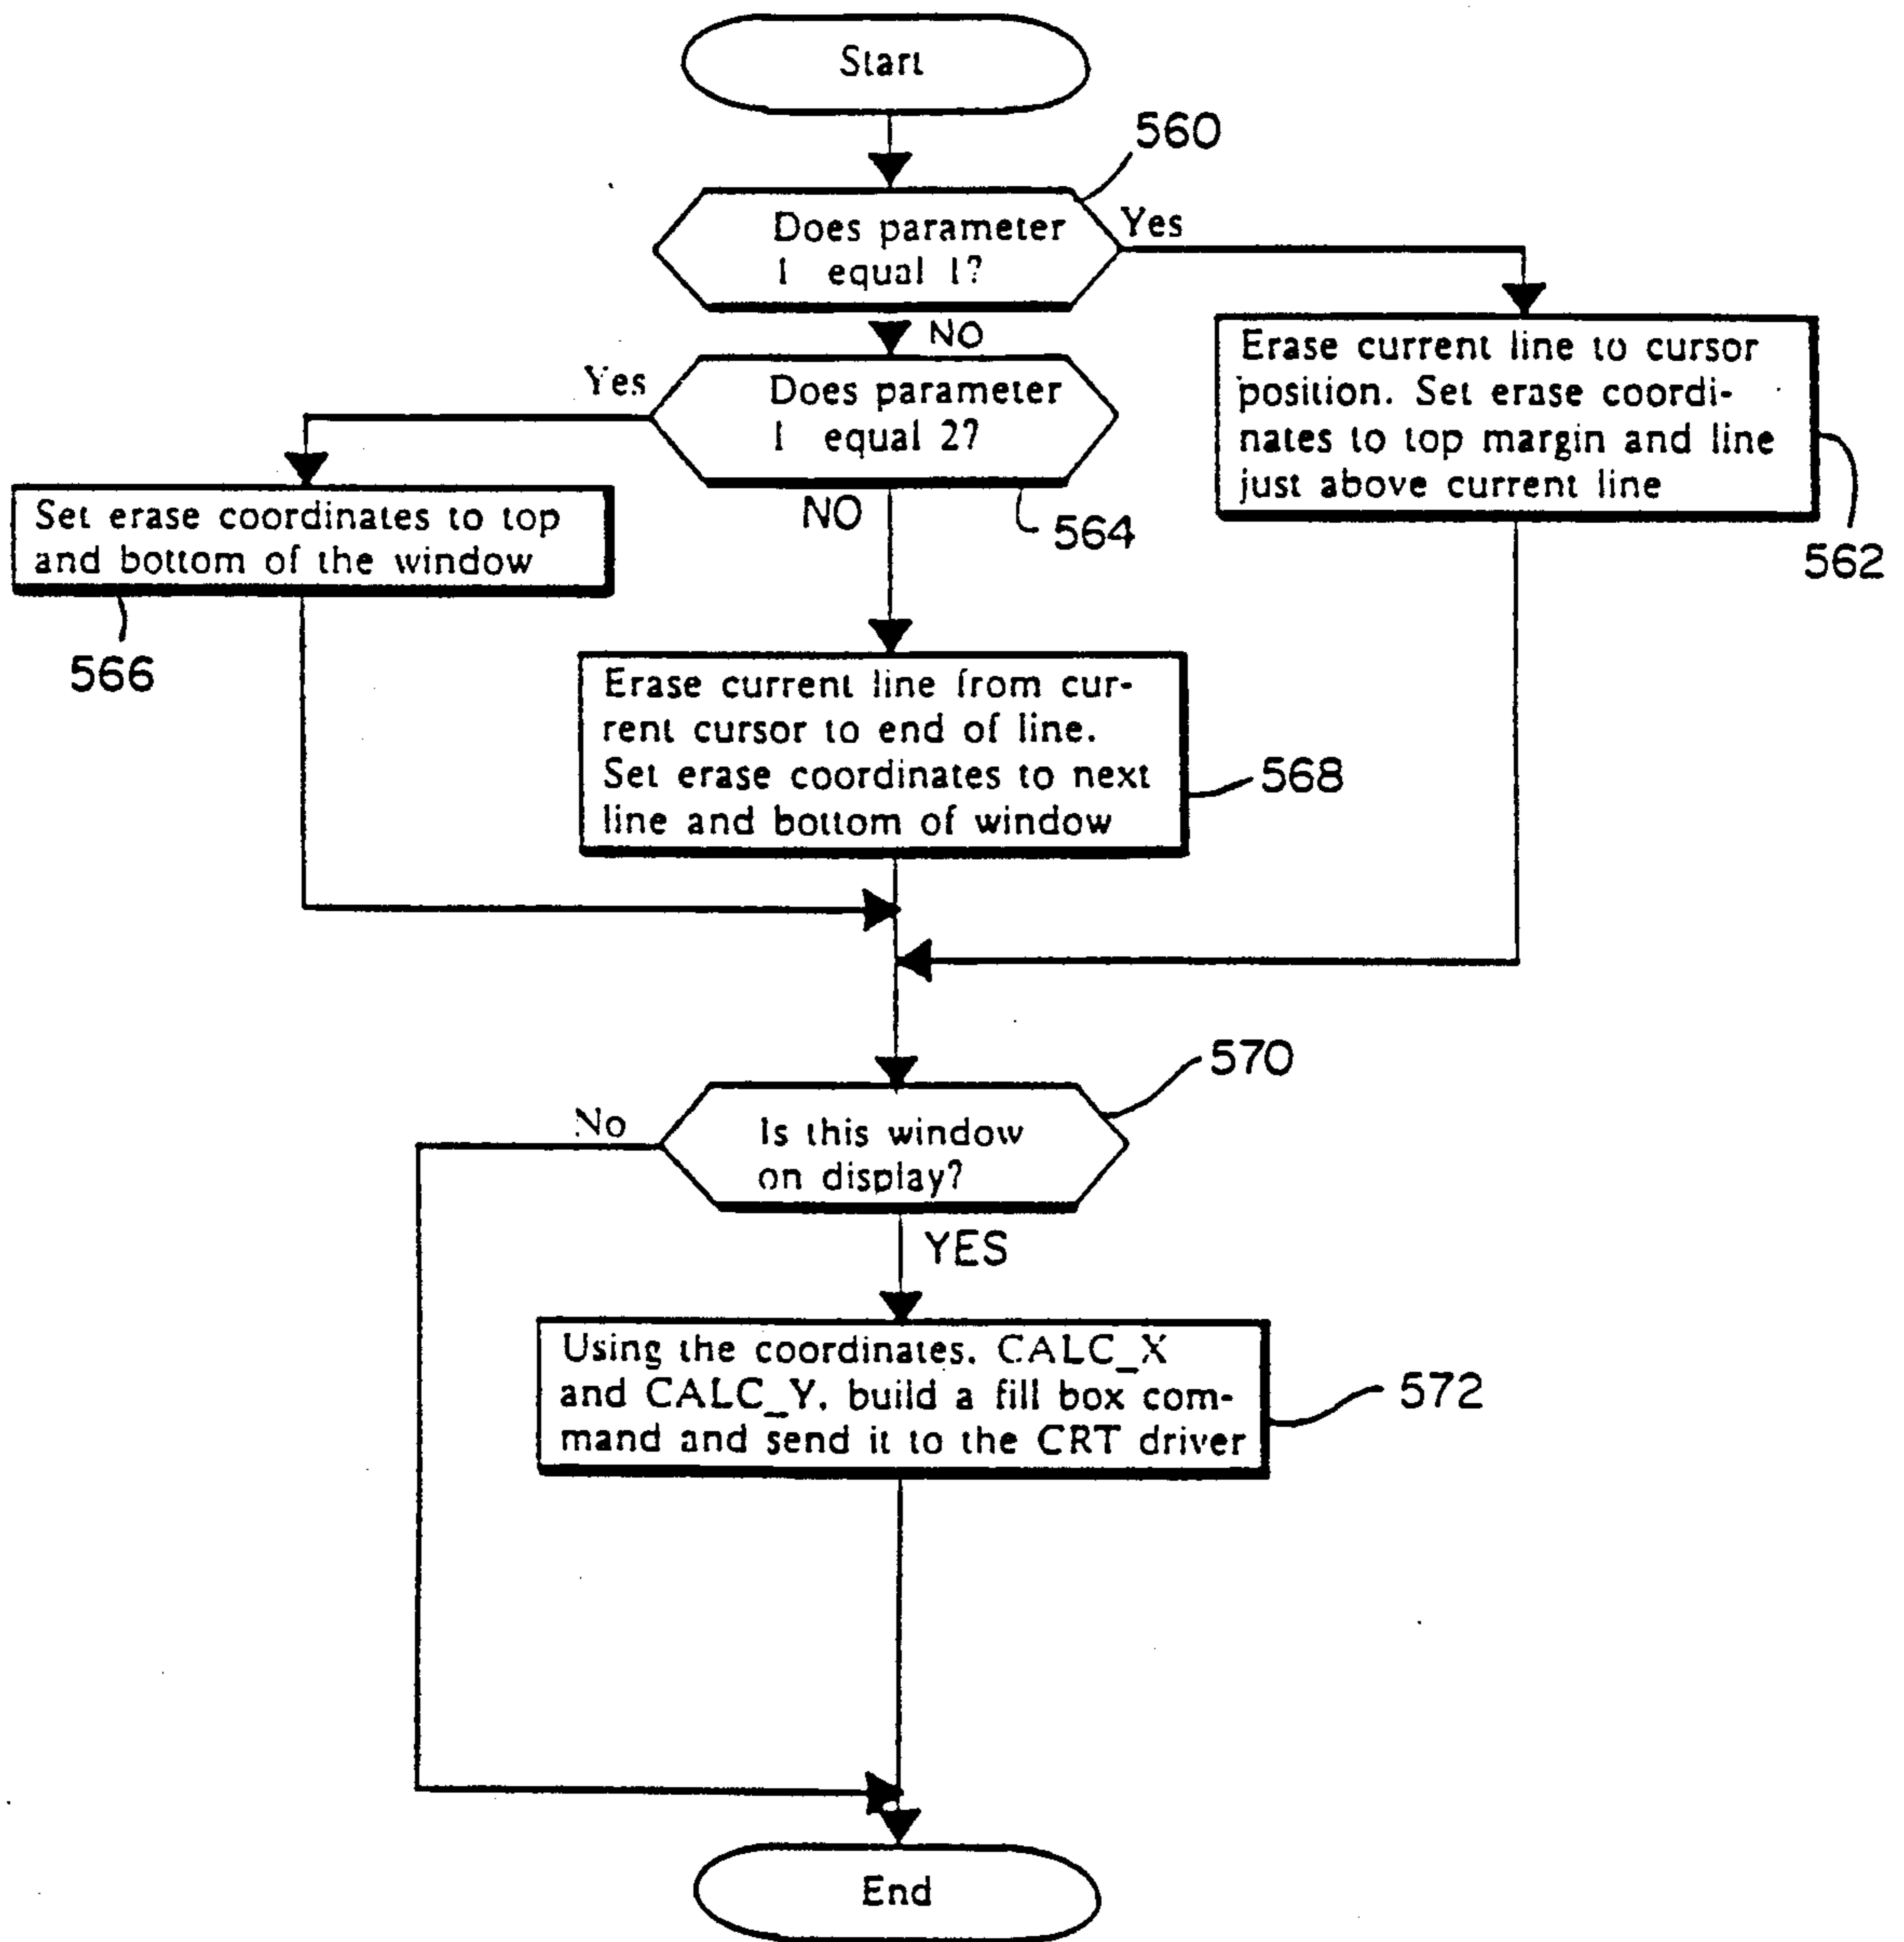 Start
560
Does parameter
1 equal 1?
Yes
NO
Erase current line to cursor
position. Set erase coordi-
nates to top margin and line
just above current line
562
Yes
Does parameter
1 equal 2?
NO
564
Set erase coordinates to top
and bottom of the window
566
Erase current line from cur-
rent cursor to end of line.
Set erase coordinates to next
line and bottom of window
568
570
No
Is this window
on display?
YES
Using the coordinates, CALC_X
and CALC_Y, build a fill box com-
mand and send it to the CRT driver
572
End